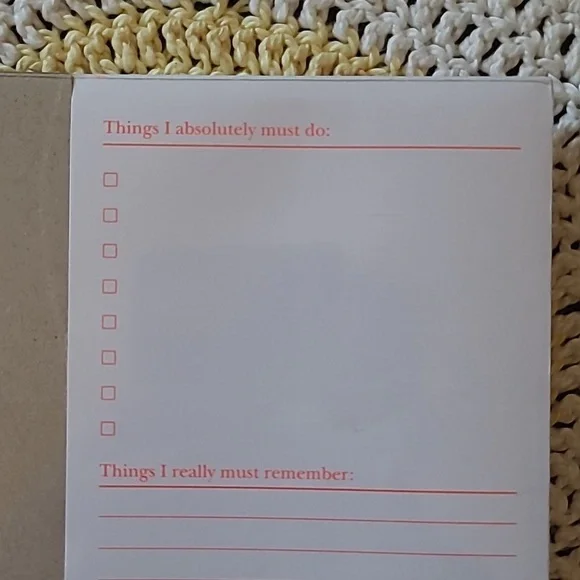 Things I absolutely must do:
Things I really must remember: